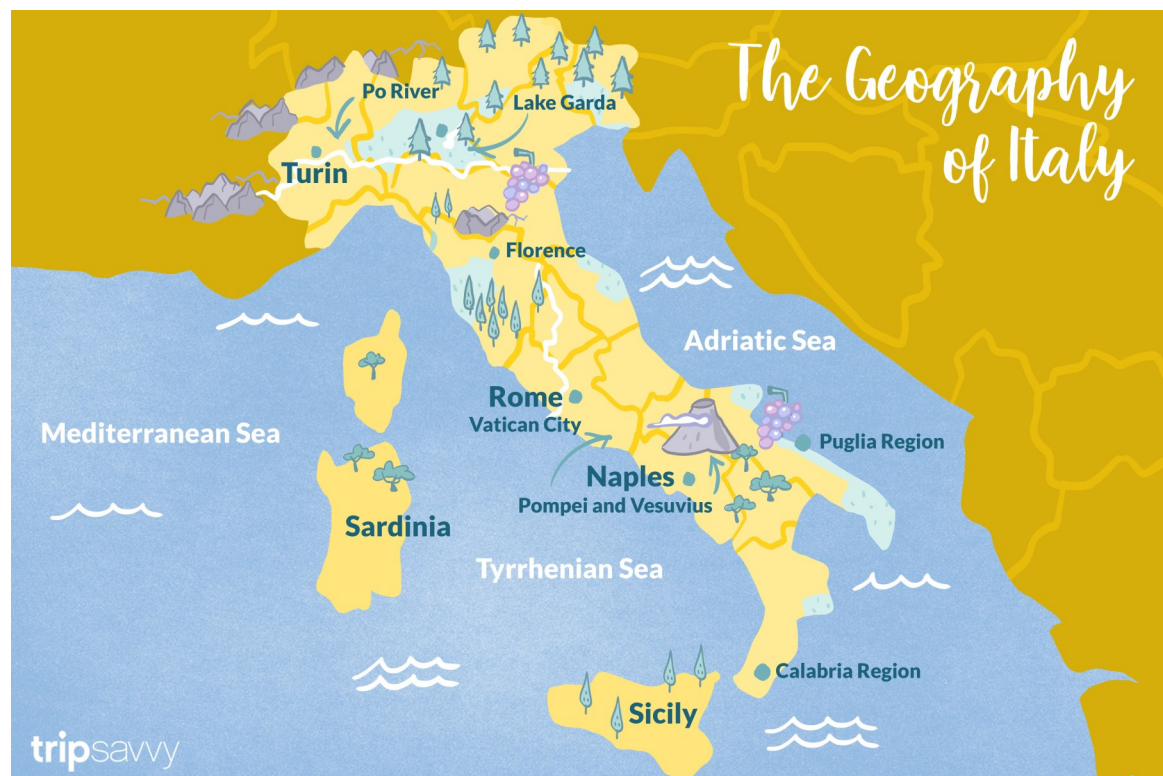 The Geography
of Italy
Po River
Lake Garda
Turin
Florence
Adriatic Sea
Rome
Vatican City
Mediterranean Sea
Puglia Region
Naples
Pompei and Vesuvius
Sardinia
Tyrrhenian Sea
Calabria Region
Sicily
tripsavvy